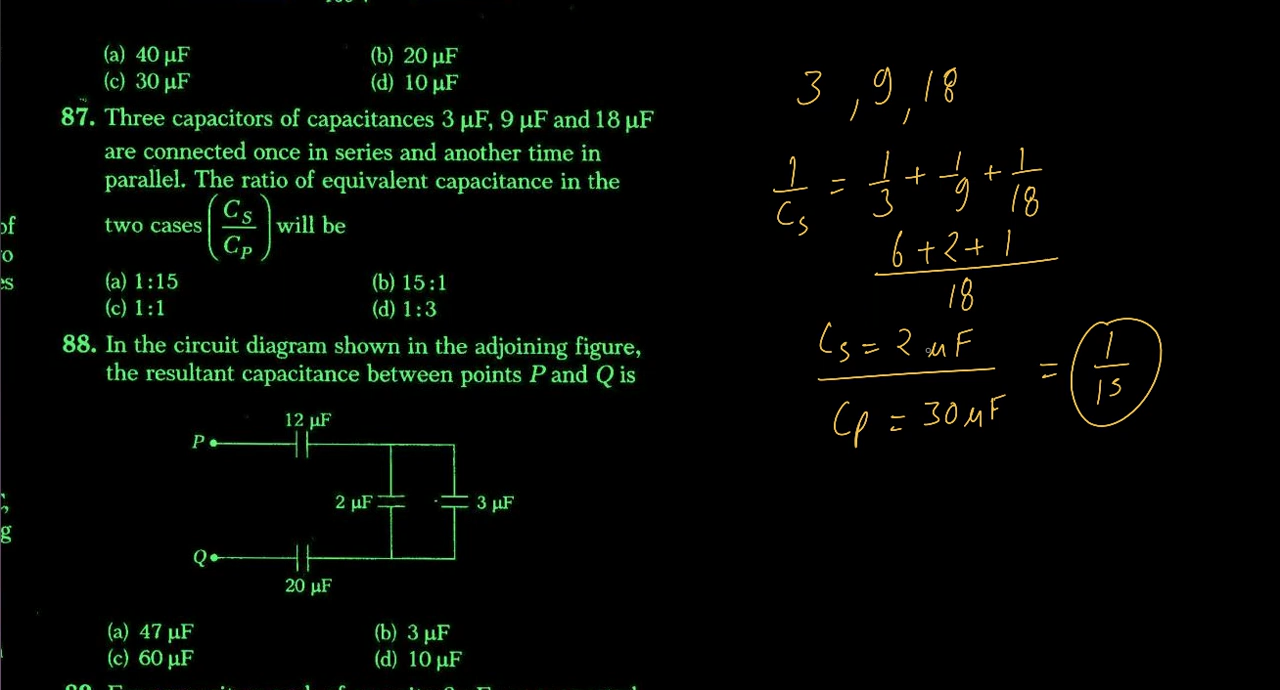 (a) 40 µF (b) 20 µF
(c) 30 µF (d) 10 µF
87. Three capacitors of capacitances 3 µF, 9 µF and 18 µF
are connected once in series and another time in
parallel. The ratio of equivalent capacitance in the
two cases (C_S / C_P) will be
(a) 1:15 (b) 15:1
(c) 1:1 (d) 1:3
88. In the circuit diagram shown in the adjoining figure,
the resultant capacitance between points P and Q is
12 µF
P
2 µF 3 µF
Q
20 µF
(a) 47 µF (b) 3 µF
(c) 60 µF (d) 10 µF
of
es
g
3, 9, 18
1/Cs = 1/3 + 1/9 + 1/18
6 + 2 + 1
18
Cs = 2 µF
Cp = 30 µF
= 1/15